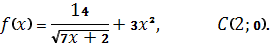 f(x) = 14/√(7x + 2) + 3x², C(2; 0).